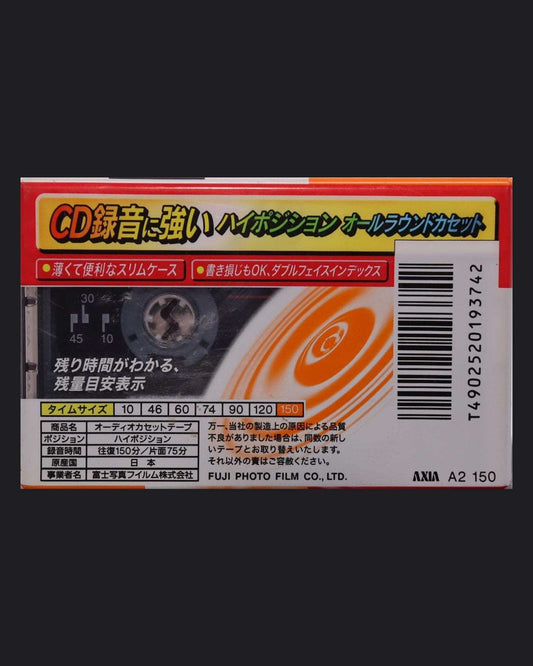 CD録音に強い ハイポジション オールラウンドカセット
●薄くて便利なスリムケース ●書き損じもOK、ダブルフェイスインデックス
30
45 10
残り時間がわかる、
残量目安表示
タイムサイズ 10 46 60 74 90 120 150
商品名 オーディオカセットテープ
ポジション ハイポジション
録音時間 往復150分/片面75分
原産国 日本
事業者名 富士写真フイルム株式会社
万一、当社の製造上の原因による品質
不良がありました場合は、同数の新し
いテープとお取り替えいたします。
それ以外の責はご容赦ください。
FUJI PHOTO FILM CO., LTD.
T4902520193742
AXIA A2 150